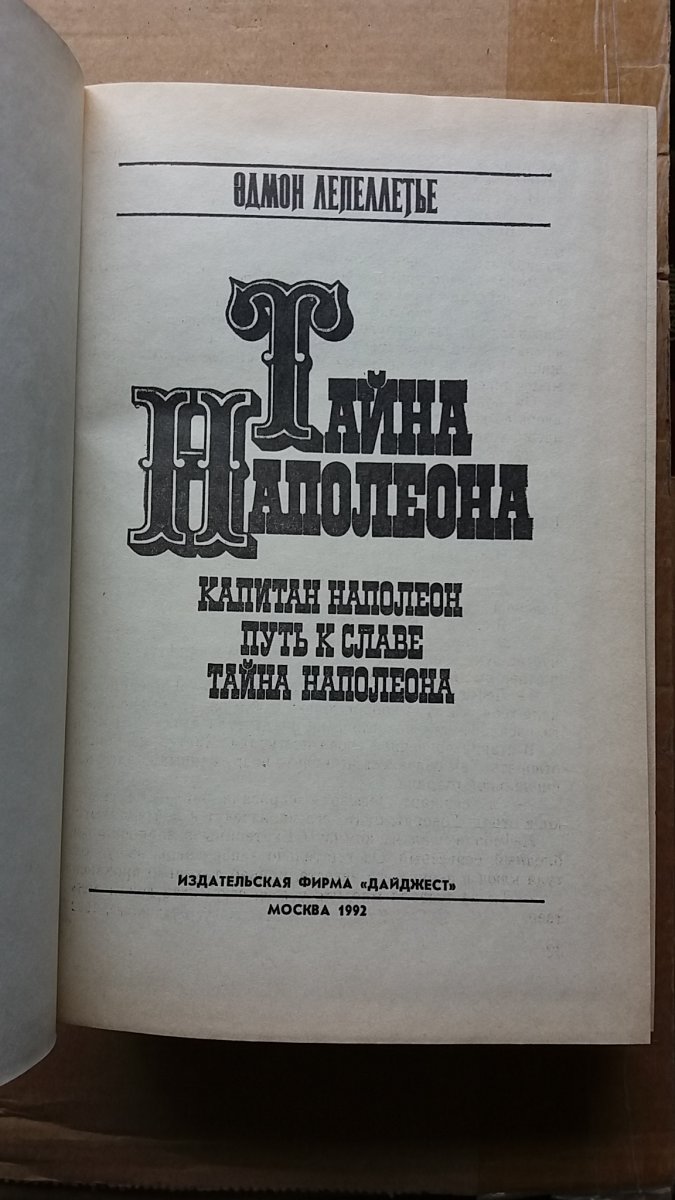 ЭДМОН ЛЕПЕЛЛЕТЬЕ
ТАЙНА
НАПОЛЕОНА
КАПИТАН НАПОЛЕОН
ПУТЬ К СЛАВЕ
ТАЙНА НАПОЛЕОНА
ИЗДАТЕЛЬСКАЯ ФИРМА «ДАЙДЖЕСТ»
МОСКВА 1992